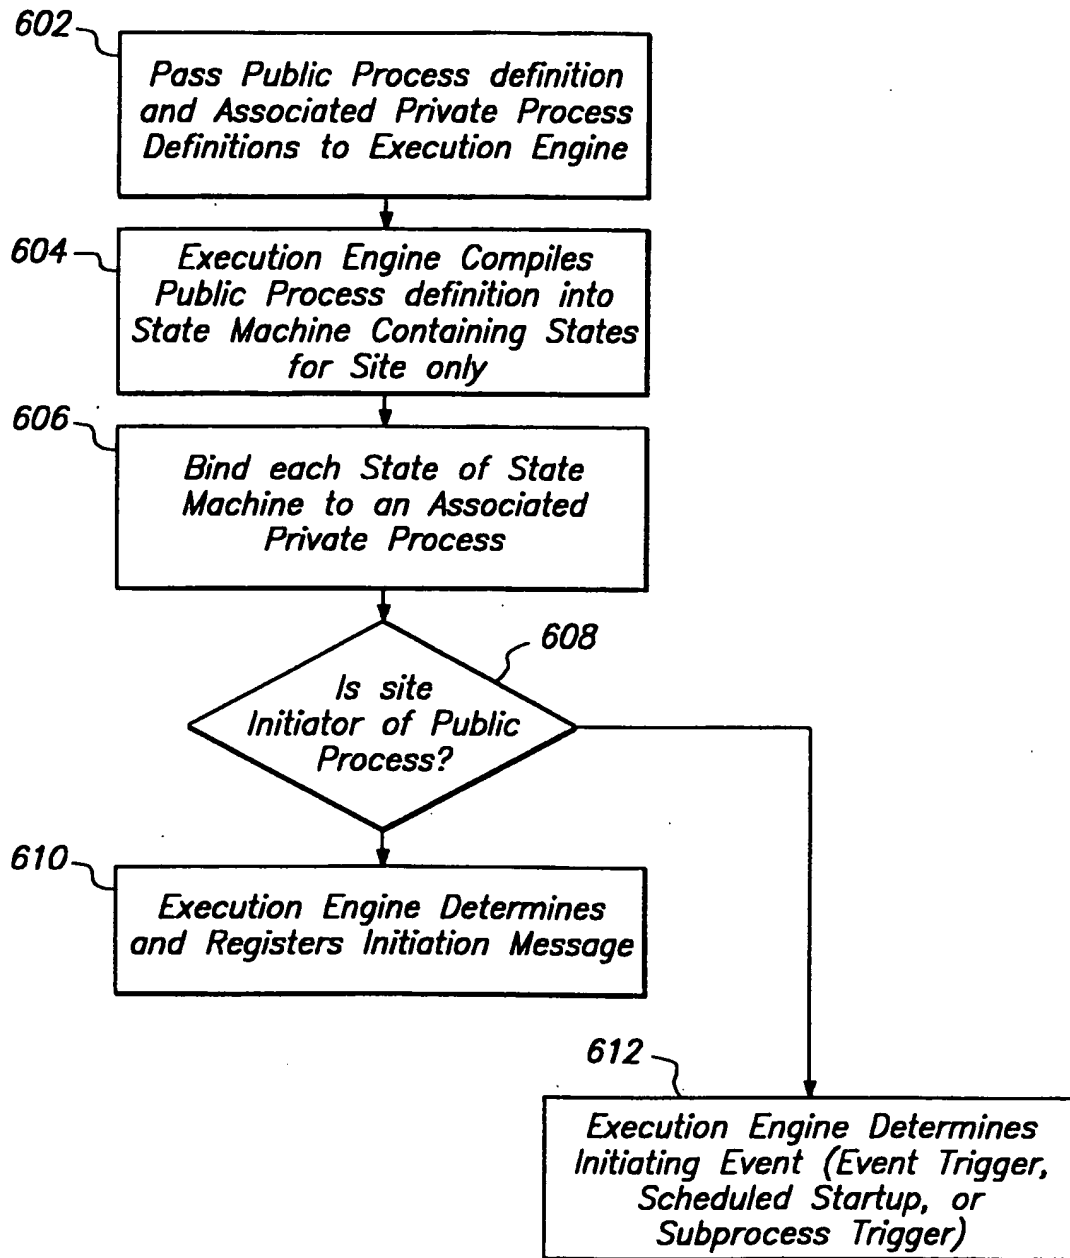 602
Pass Public Process definition
and Associated Private Process
Definitions to Execution Engine
604
Execution Engine Compiles
Public Process definition into
State Machine Containing States
for Site only
606
Bind each State of State
Machine to an Associated
Private Process
608
Is site
Initiator of Public
Process?
610
Execution Engine Determines
and Registers Initiation Message
612
Execution Engine Determines
Initiating Event (Event Trigger,
Scheduled Startup, or
Subprocess Trigger)